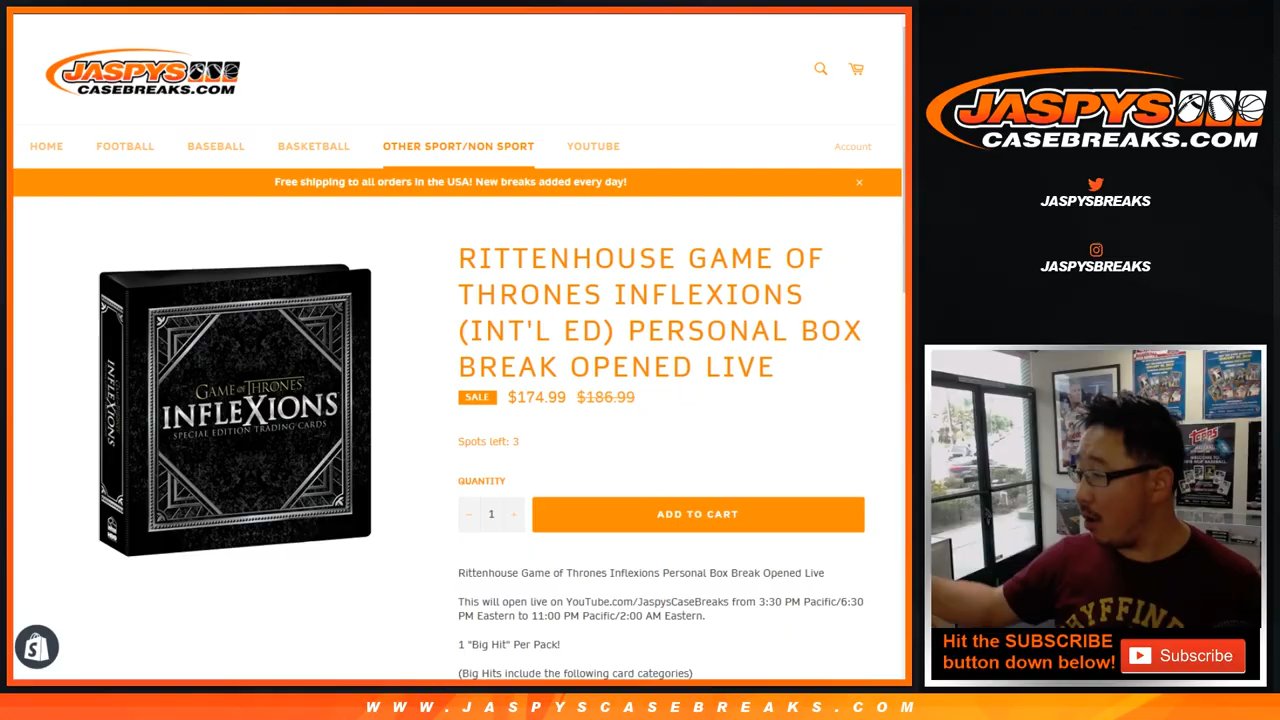 JASPYS
CASEBREAKS.COM
HOME FOOTBALL BASEBALL BASKETBALL OTHER SPORT/NON SPORT YOUTUBE Account
Free shipping to all orders in the USA! New breaks added every day! ×
GAME OF THRONES
INFLEXIONS
SPECIAL EDITION TRADING CARDS
INFLEXIONS
RITTENHOUSE GAME OF
THRONES INFLEXIONS
(INT'L ED) PERSONAL BOX
BREAK OPENED LIVE
SALE $174.99 $186.99
Spots left: 3
QUANTITY
− 1 + ADD TO CART
Rittenhouse Game of Thrones Inflexions Personal Box Break Opened Live
This will open live on YouTube.com/JaspysCaseBreaks from 3:30 PM Pacific/6:30
PM Eastern to 11:00 PM Pacific/2:00 AM Eastern.
1 "Big Hit" Per Pack!
(Big Hits include the following card categories)
JASPYS
CASEBREAKS.COM
JASPYSBREAKS
JASPYSBREAKS
topps
Hit the SUBSCRIBE
button down below!
Subscribe
WWW.JASPYSCASEBREAKS.COM